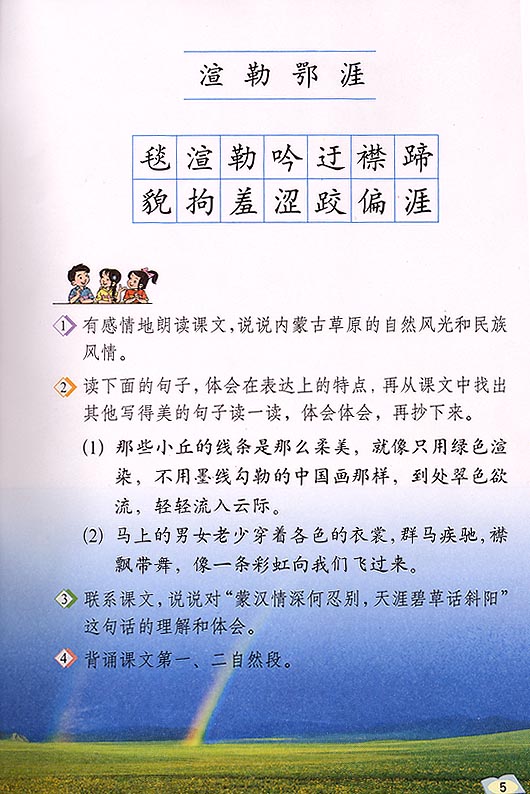 渲 勒 鄂 涯
毯 渲 勒 吟 迂 襟 蹄
貌 拘 羞 涩 跤 偏 涯
1 有感情地朗读课文,说说内蒙古草原的自然风光和民族
风情。
2 读下面的句子,体会在表达上的特点,再从课文中找出
其他写得美的句子读一读,体会体会,再抄下来。
(1) 那些小丘的线条是那么柔美,就像只用绿色渲
染,不用墨线勾勒的中国画那样,到处翠色欲
流,轻轻流入云际。
(2) 马上的男女老少穿着各色的衣裳,群马疾驰,襟
飘带舞,像一条彩虹向我们飞过来。
3 联系课文,说说对“蒙汉情深何忍别,天涯碧草话斜阳”
这句话的理解和体会。
4 背诵课文第一、二自然段。
5